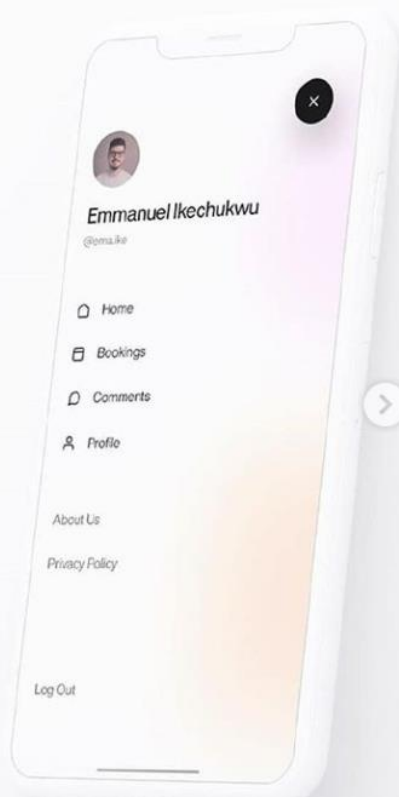 Emmanuel Ikechukwu
@ema.ike
Home
Bookings
Comments
Profile
About Us
Privacy Policy
Log Out